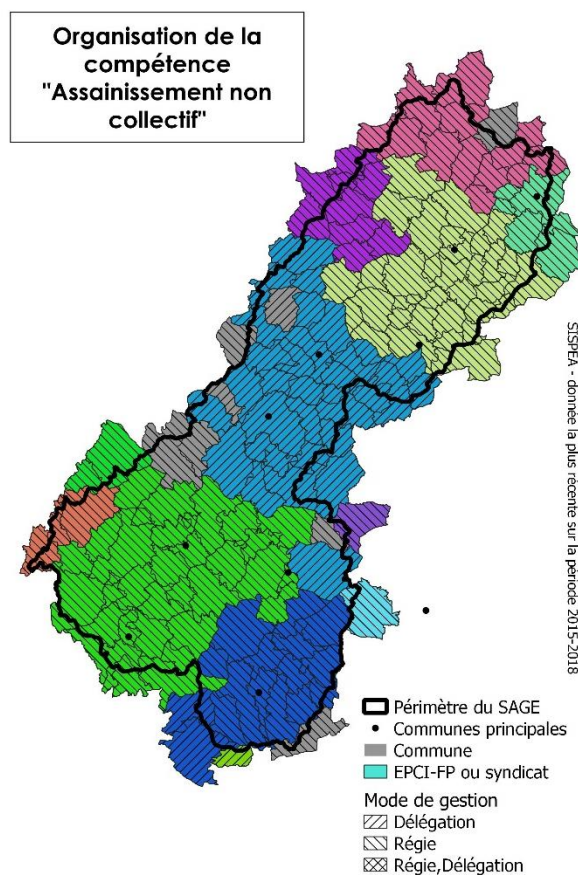 Organisation de la
compétence
"Assainissement non
collectif"
SISPEA - donnée la plus récente sur la période 2015-2018
Périmètre du SAGE
Communes principales
Commune
EPCI-FP ou syndicat
Mode de gestion
Délégation
Régie
Régie,Délégation